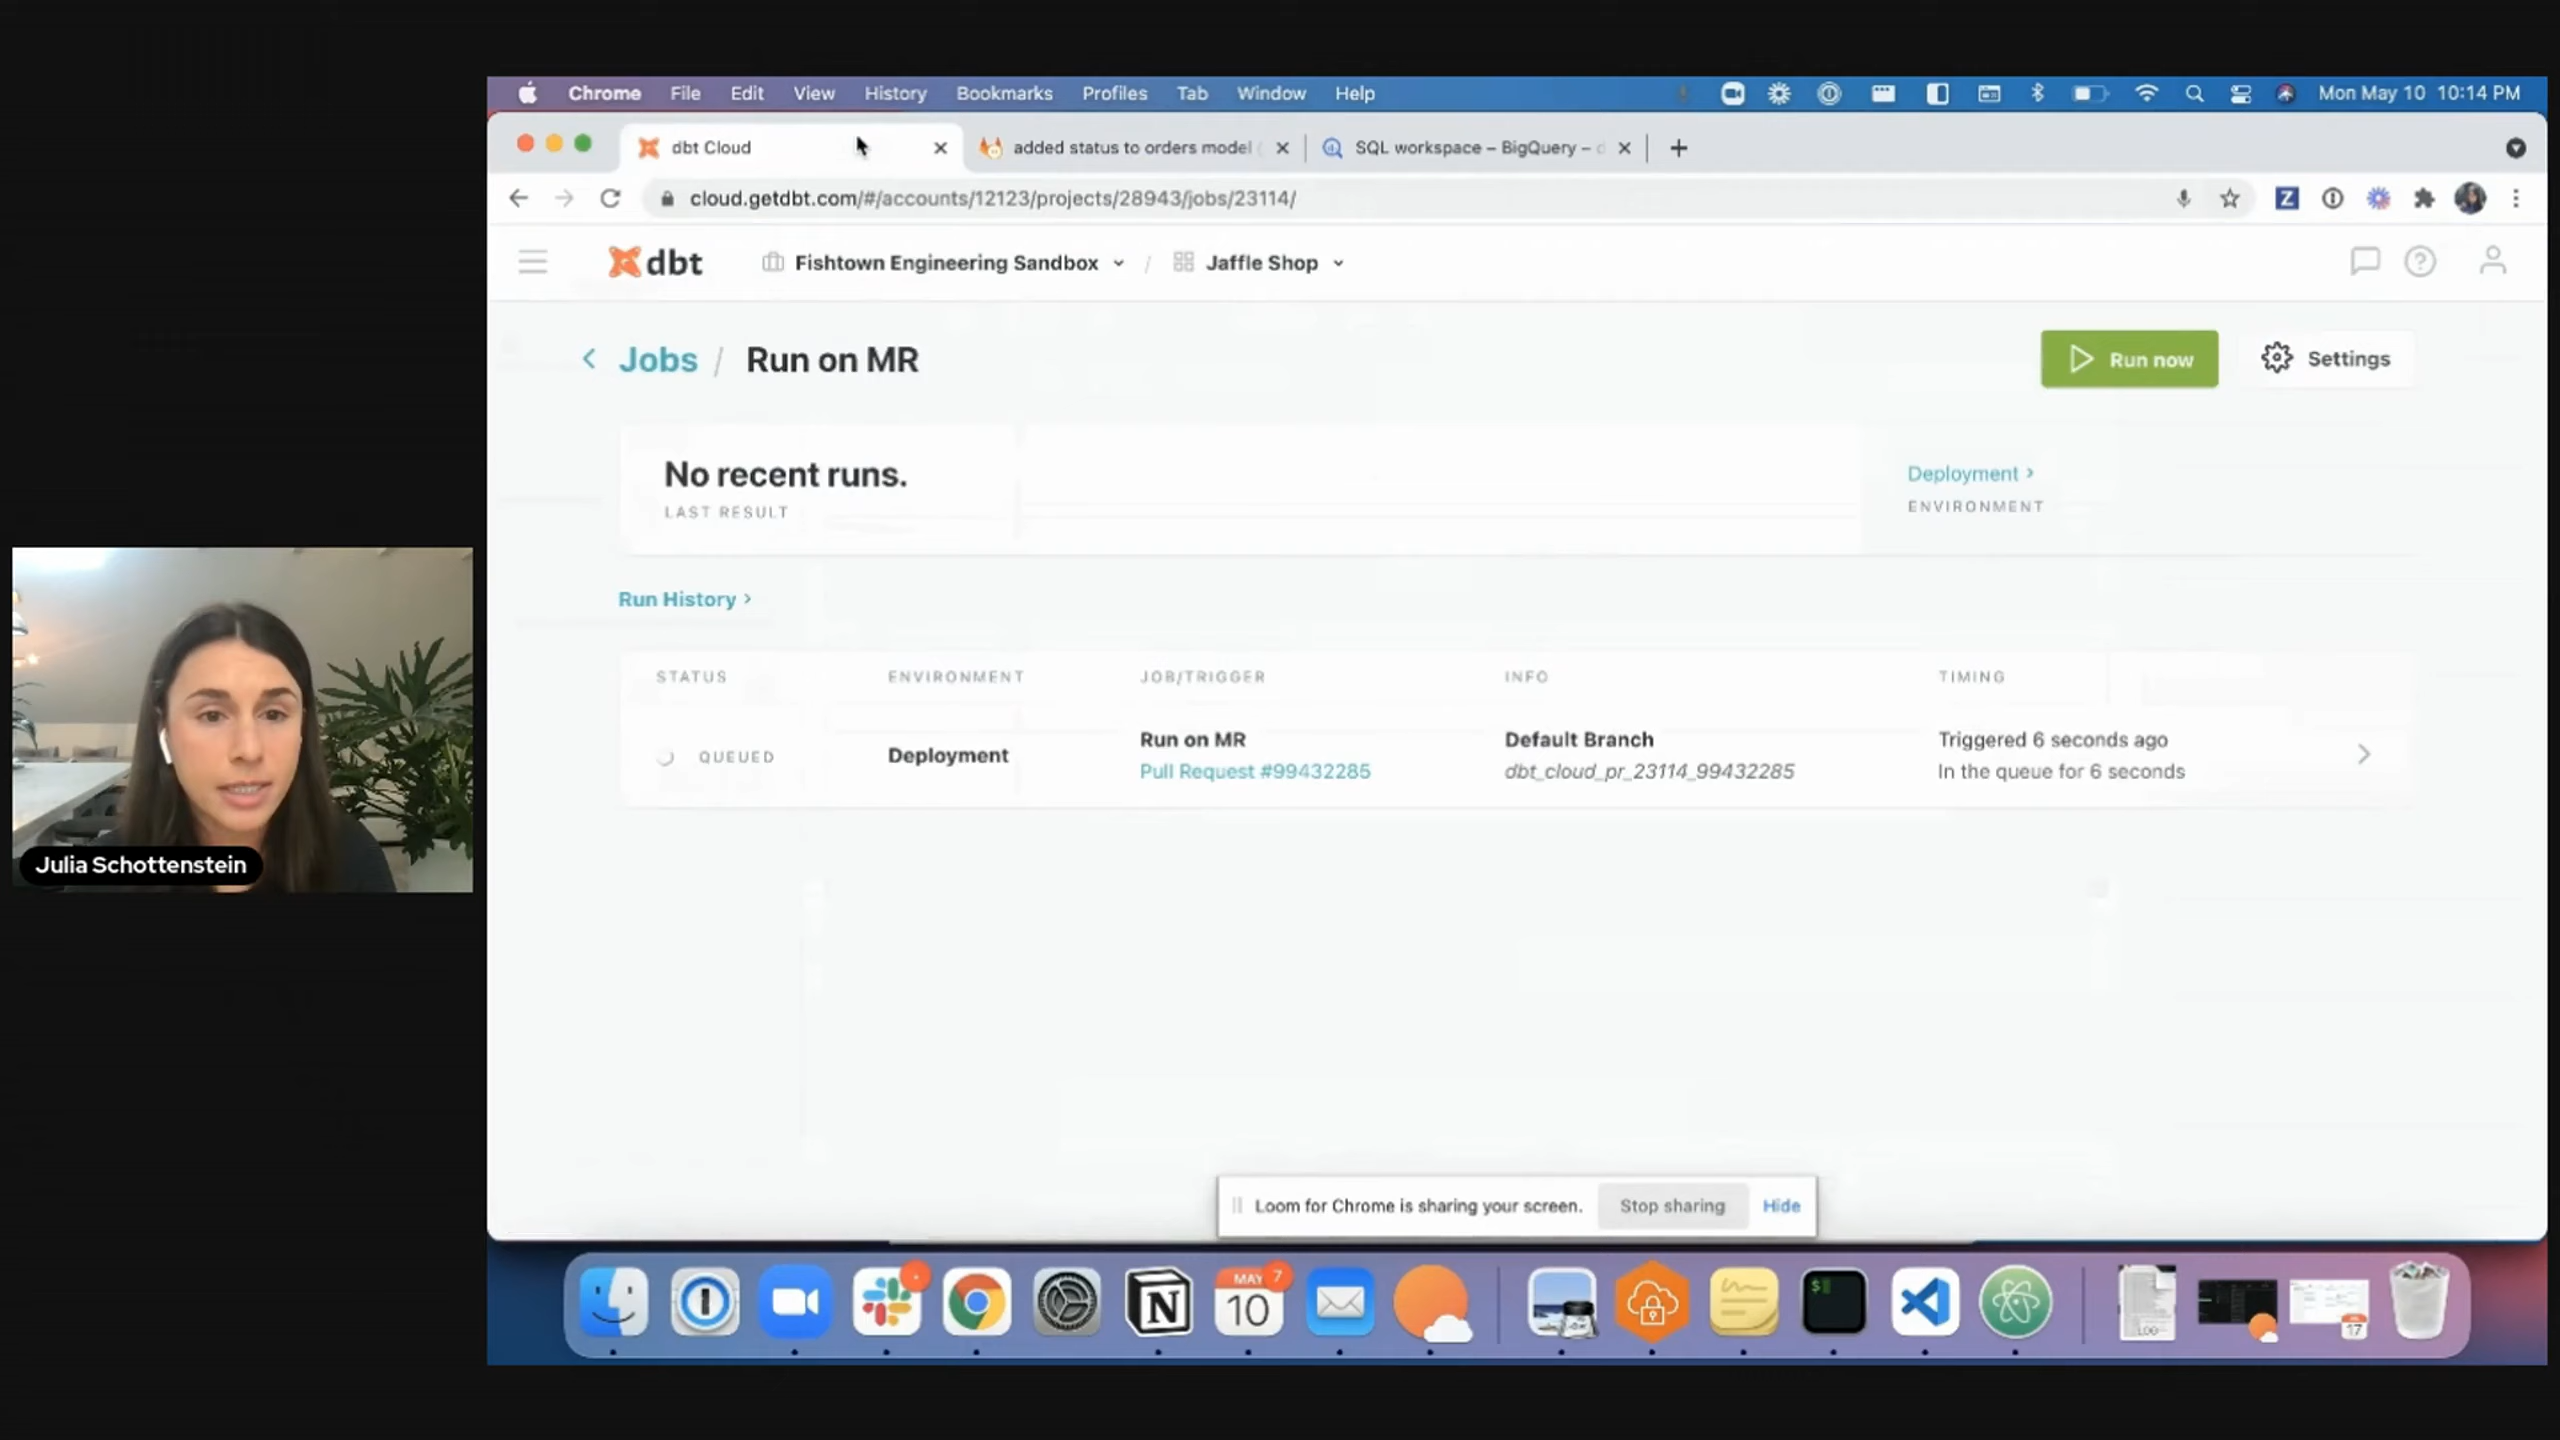 Chrome File Edit View History Bookmarks Profiles Tab Window Help
Mon May 10 10:14 PM
dbt Cloud
added status to orders model
SQL workspace – BigQuery –
cloud.getdbt.com/#/accounts/12123/projects/28943/jobs/23114/
Z
dbt
Fishtown Engineering Sandbox / Jaffle Shop
Jobs / Run on MR
Run now
Settings
No recent runs.
LAST RESULT
Deployment >
ENVIRONMENT
Run History >
STATUS ENVIRONMENT JOB/TRIGGER INFO TIMING
QUEUED
Deployment
Run on MR
Pull Request #99432285
Default Branch
dbt_cloud_pr_23114_99432285
Triggered 6 seconds ago
In the queue for 6 seconds
Julia Schottenstein
Loom for Chrome is sharing your screen. Stop sharing Hide
MAY
7
10
$
LOG
17